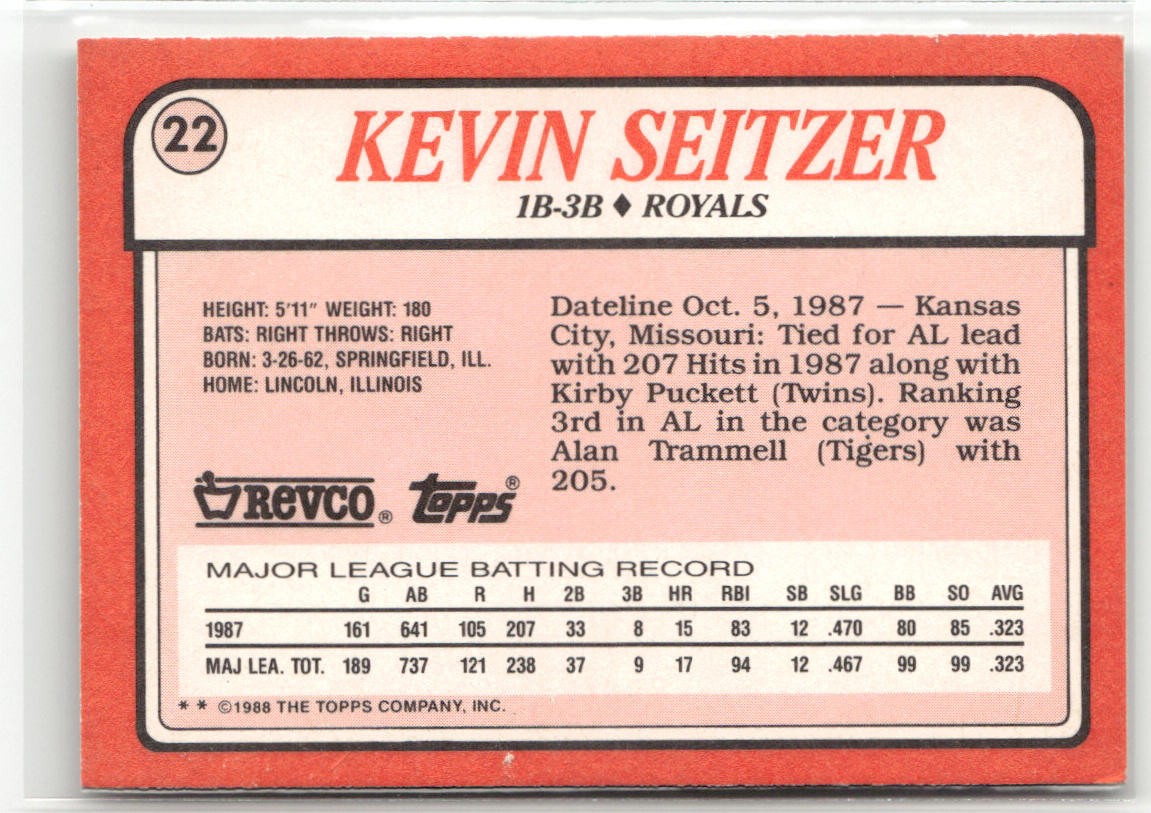 22
KEVIN SEITZER
1B-3B ♦ ROYALS
HEIGHT: 5'11" WEIGHT: 180
BATS: RIGHT THROWS: RIGHT
BORN: 3-26-62, SPRINGFIELD, ILL.
HOME: LINCOLN, ILLINOIS
Dateline Oct. 5, 1987 — Kansas
City, Missouri: Tied for AL lead
with 207 Hits in 1987 along with
Kirby Puckett (Twins). Ranking
3rd in AL in the category was
Alan Trammell (Tigers) with
205.
REVCO® topps®
MAJOR LEAGUE BATTING RECORD
G AB R H 2B 3B HR RBI SB SLG BB SO AVG
1987 161 641 105 207 33 8 15 83 12 .470 80 85 .323
MAJ LEA. TOT. 189 737 121 238 37 9 17 94 12 .467 99 99 .323
* * ©1988 THE TOPPS COMPANY, INC.